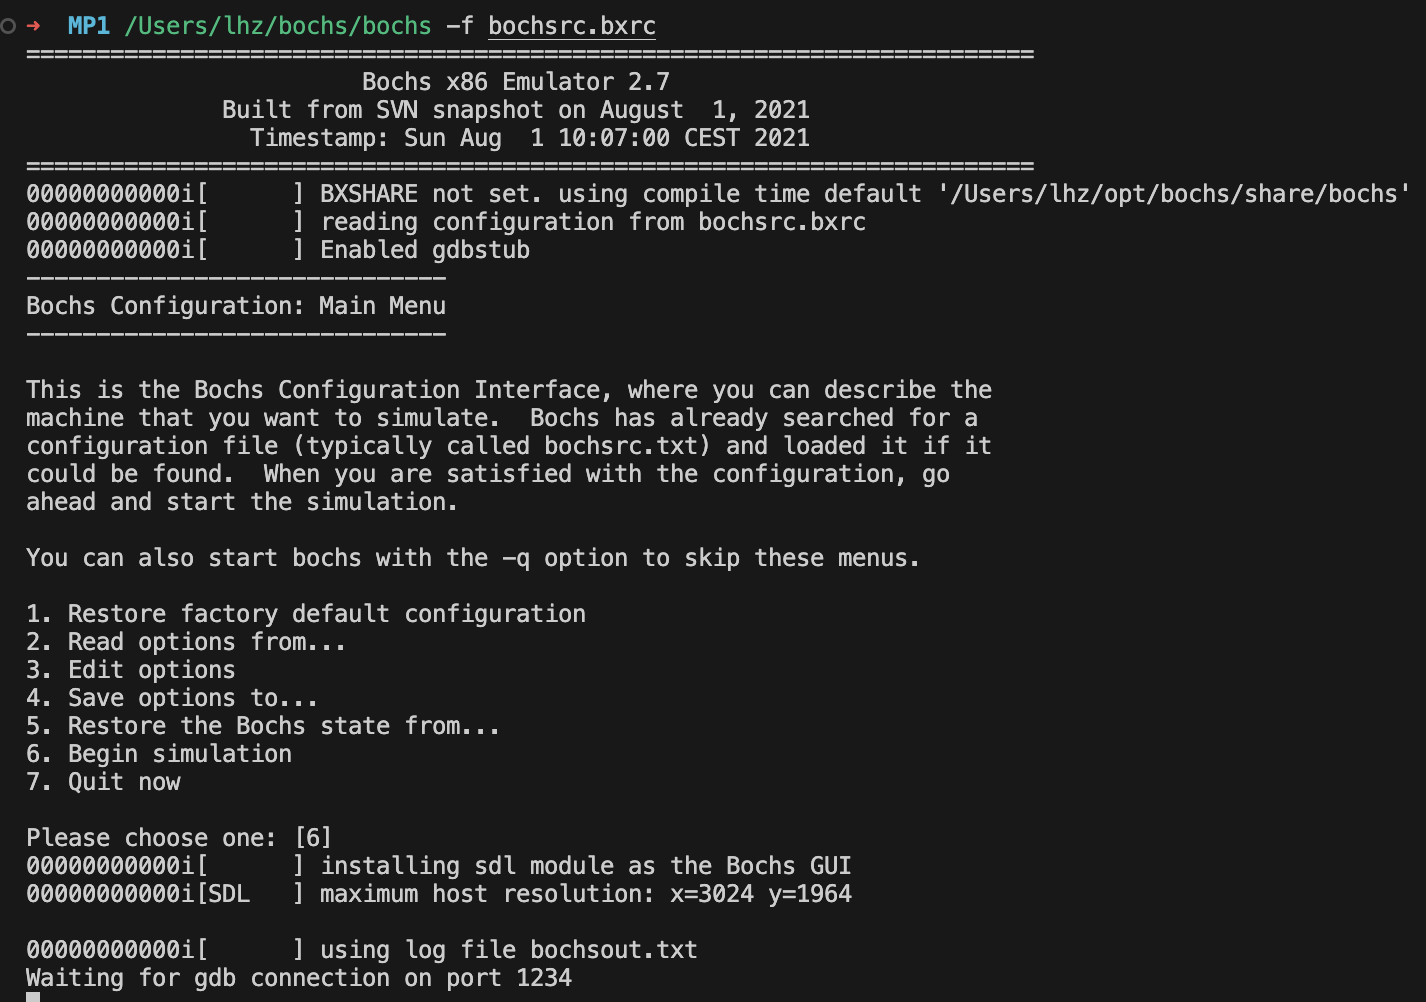 → MP1 /Users/lhz/bochs/bochs -f bochsrc.bxrc
========================================================================
                        Bochs x86 Emulator 2.7
              Built from SVN snapshot on August  1, 2021
                Timestamp: Sun Aug  1 10:07:00 CEST 2021
========================================================================
00000000000i[      ] BXSHARE not set. using compile time default '/Users/lhz/opt/bochs/share/bochs'
00000000000i[      ] reading configuration from bochsrc.bxrc
00000000000i[      ] Enabled gdbstub
------------------------------
Bochs Configuration: Main Menu
------------------------------

This is the Bochs Configuration Interface, where you can describe the
machine that you want to simulate.  Bochs has already searched for a
configuration file (typically called bochsrc.txt) and loaded it if it
could be found.  When you are satisfied with the configuration, go
ahead and start the simulation.

You can also start bochs with the -q option to skip these menus.

1. Restore factory default configuration
2. Read options from...
3. Edit options
4. Save options to...
5. Restore the Bochs state from...
6. Begin simulation
7. Quit now

Please choose one: [6]
00000000000i[      ] installing sdl module as the Bochs GUI
00000000000i[SDL   ] maximum host resolution: x=3024 y=1964

00000000000i[      ] using log file bochsout.txt
Waiting for gdb connection on port 1234